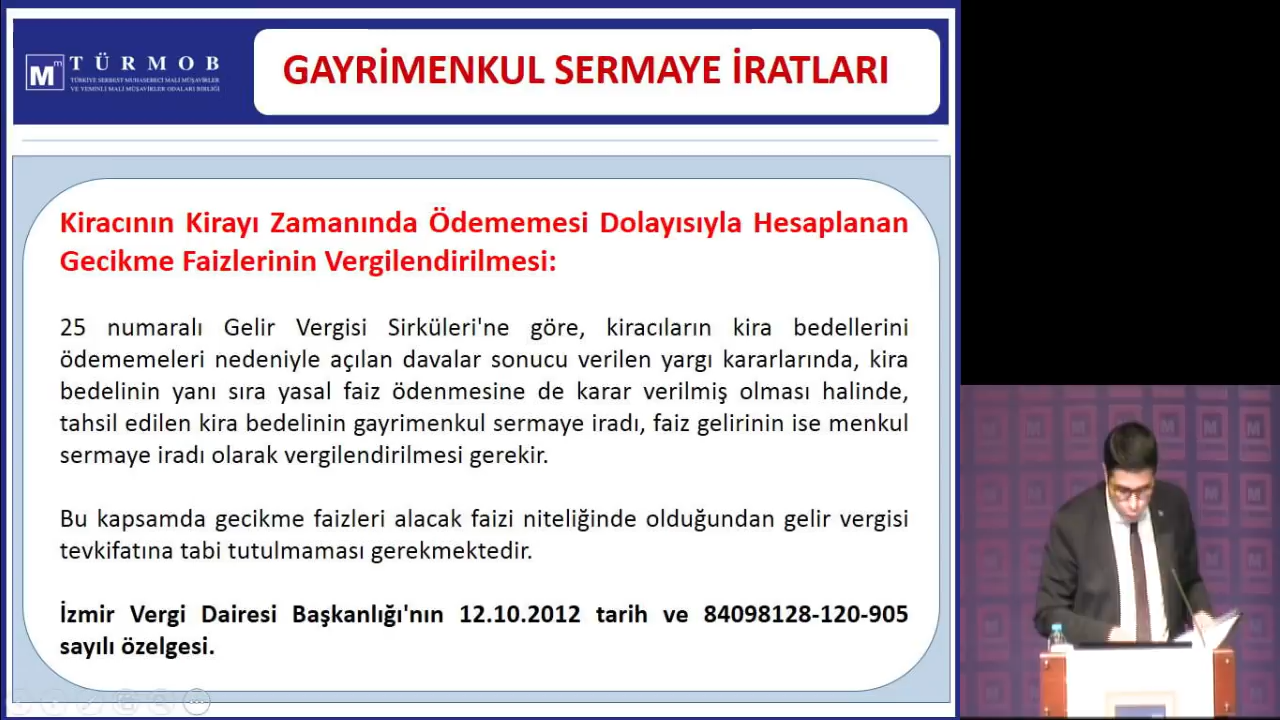 TÜRMOB
TÜRKİYE SERBEST MUHASEBECİ MALİ MÜŞAVİRLER
VE YEMİNLİ MALİ MÜŞAVİRLER ODALARI BİRLİĞİ
GAYRİMENKUL SERMAYE İRATLARI
Kiracının Kirayı Zamanında Ödememesi Dolayısıyla Hesaplanan
Gecikme Faizlerinin Vergilendirilmesi:
25 numaralı Gelir Vergisi Sirküleri'ne göre, kiracıların kira bedellerini
ödememeleri nedeniyle açılan davalar sonucu verilen yargı kararlarında, kira
bedelinin yanı sıra yasal faiz ödenmesine de karar verilmiş olması halinde,
tahsil edilen kira bedelinin gayrimenkul sermaye iradı, faiz gelirinin ise menkul
sermaye iradı olarak vergilendirilmesi gerekir.
Bu kapsamda gecikme faizleri alacak faizi niteliğinde olduğundan gelir vergisi
tevkifatına tabi tutulmaması gerekmektedir.
İzmir Vergi Dairesi Başkanlığı'nın 12.10.2012 tarih ve 84098128-120-905
sayılı özelgesi.